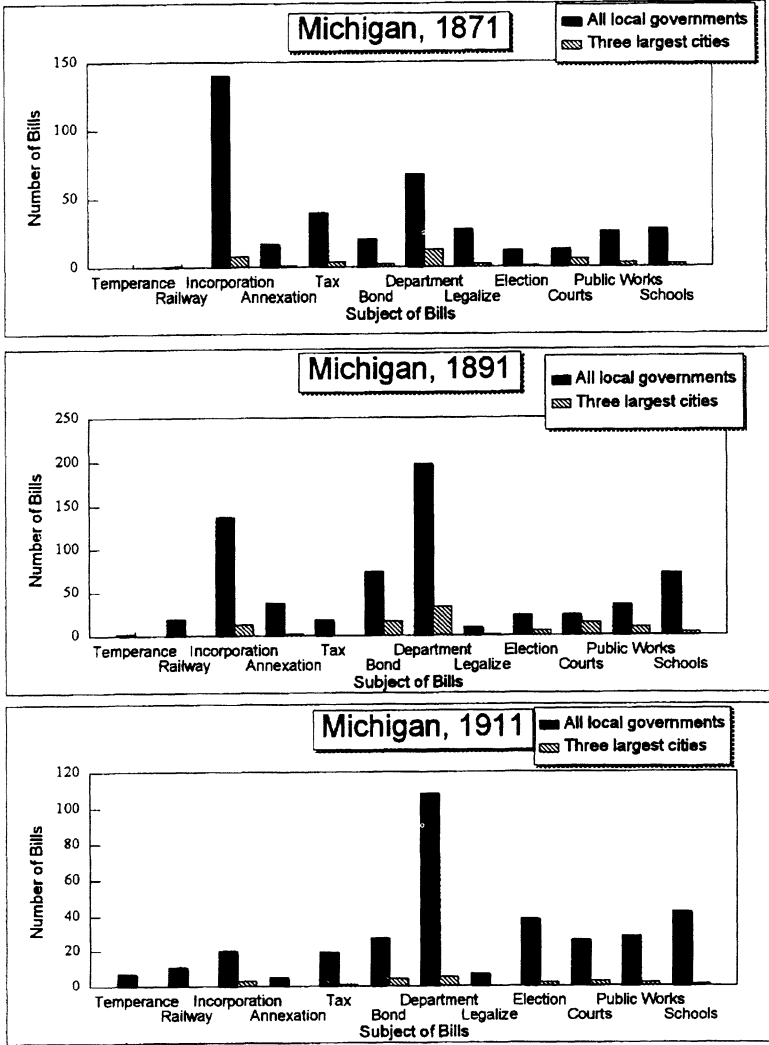 Michigan, 1871
All local governments
Three largest cities
Number of Bills
150
100
50
0
Temperance Incorporation Tax Department Election Public Works
Railway Annexation Bond Legalize Courts Schools
Subject of Bills
Michigan, 1891
All local governments
Three largest cities
Number of Bills
250
200
150
100
50
0
Temperance Incorporation Tax Department Election Public Works
Railway Annexation Bond Legalize Courts Schools
Subject of Bills
Michigan, 1911
All local governments
Three largest cities
Number of Bills
120
100
80
60
40
20
0
Temperance Incorporation Tax Department Election Public Works
Railway Annexation Bond Legalize Courts Schools
Subject of Bills